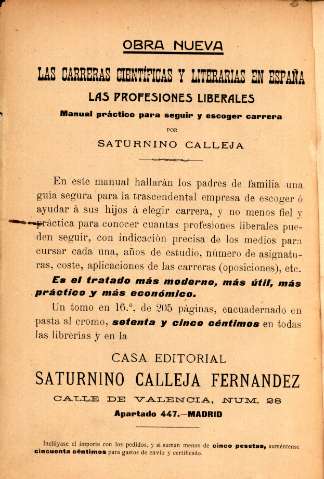 OBRA NUEVA
LAS CARRERAS CIENTÍFICAS Y LITERARIAS EN ESPAÑA
LAS PROFESIONES LIBERALES
Manual práctico para seguir y escoger carrera
POR
SATURNINO CALLEJA
En este manual hallarán los padres de familia una
guía segura para la trascendental empresa de escoger ó
ayudar á sus hijos á elegir carrera, y no menos fiel y
práctica para conocer cuantas profesiones liberales pue-
den seguir, con indicación precisa de los medios para
cursar cada una, años de estudio, número de asignatu-
ras, coste, aplicaciones de las carreras (oposiciones), etc.
Es el tratado más moderno, más útil, más
práctico y más económico.
Un tomo en 16.°, de 205 páginas, encuadernado en
pasta al cromo, setenta y cinco céntimos en todas
las librerías y en la
CASA EDITORIAL
SATURNINO CALLEJA FERNANDEZ
CALLE DE VALENCIA, NUM. 28
Apartado 447.—MADRID
Inclúyase el importe con los pedidos, y si suman menos de cinco pesetas, auméntense
cincuenta céntimos para gastos de envío y certificado.